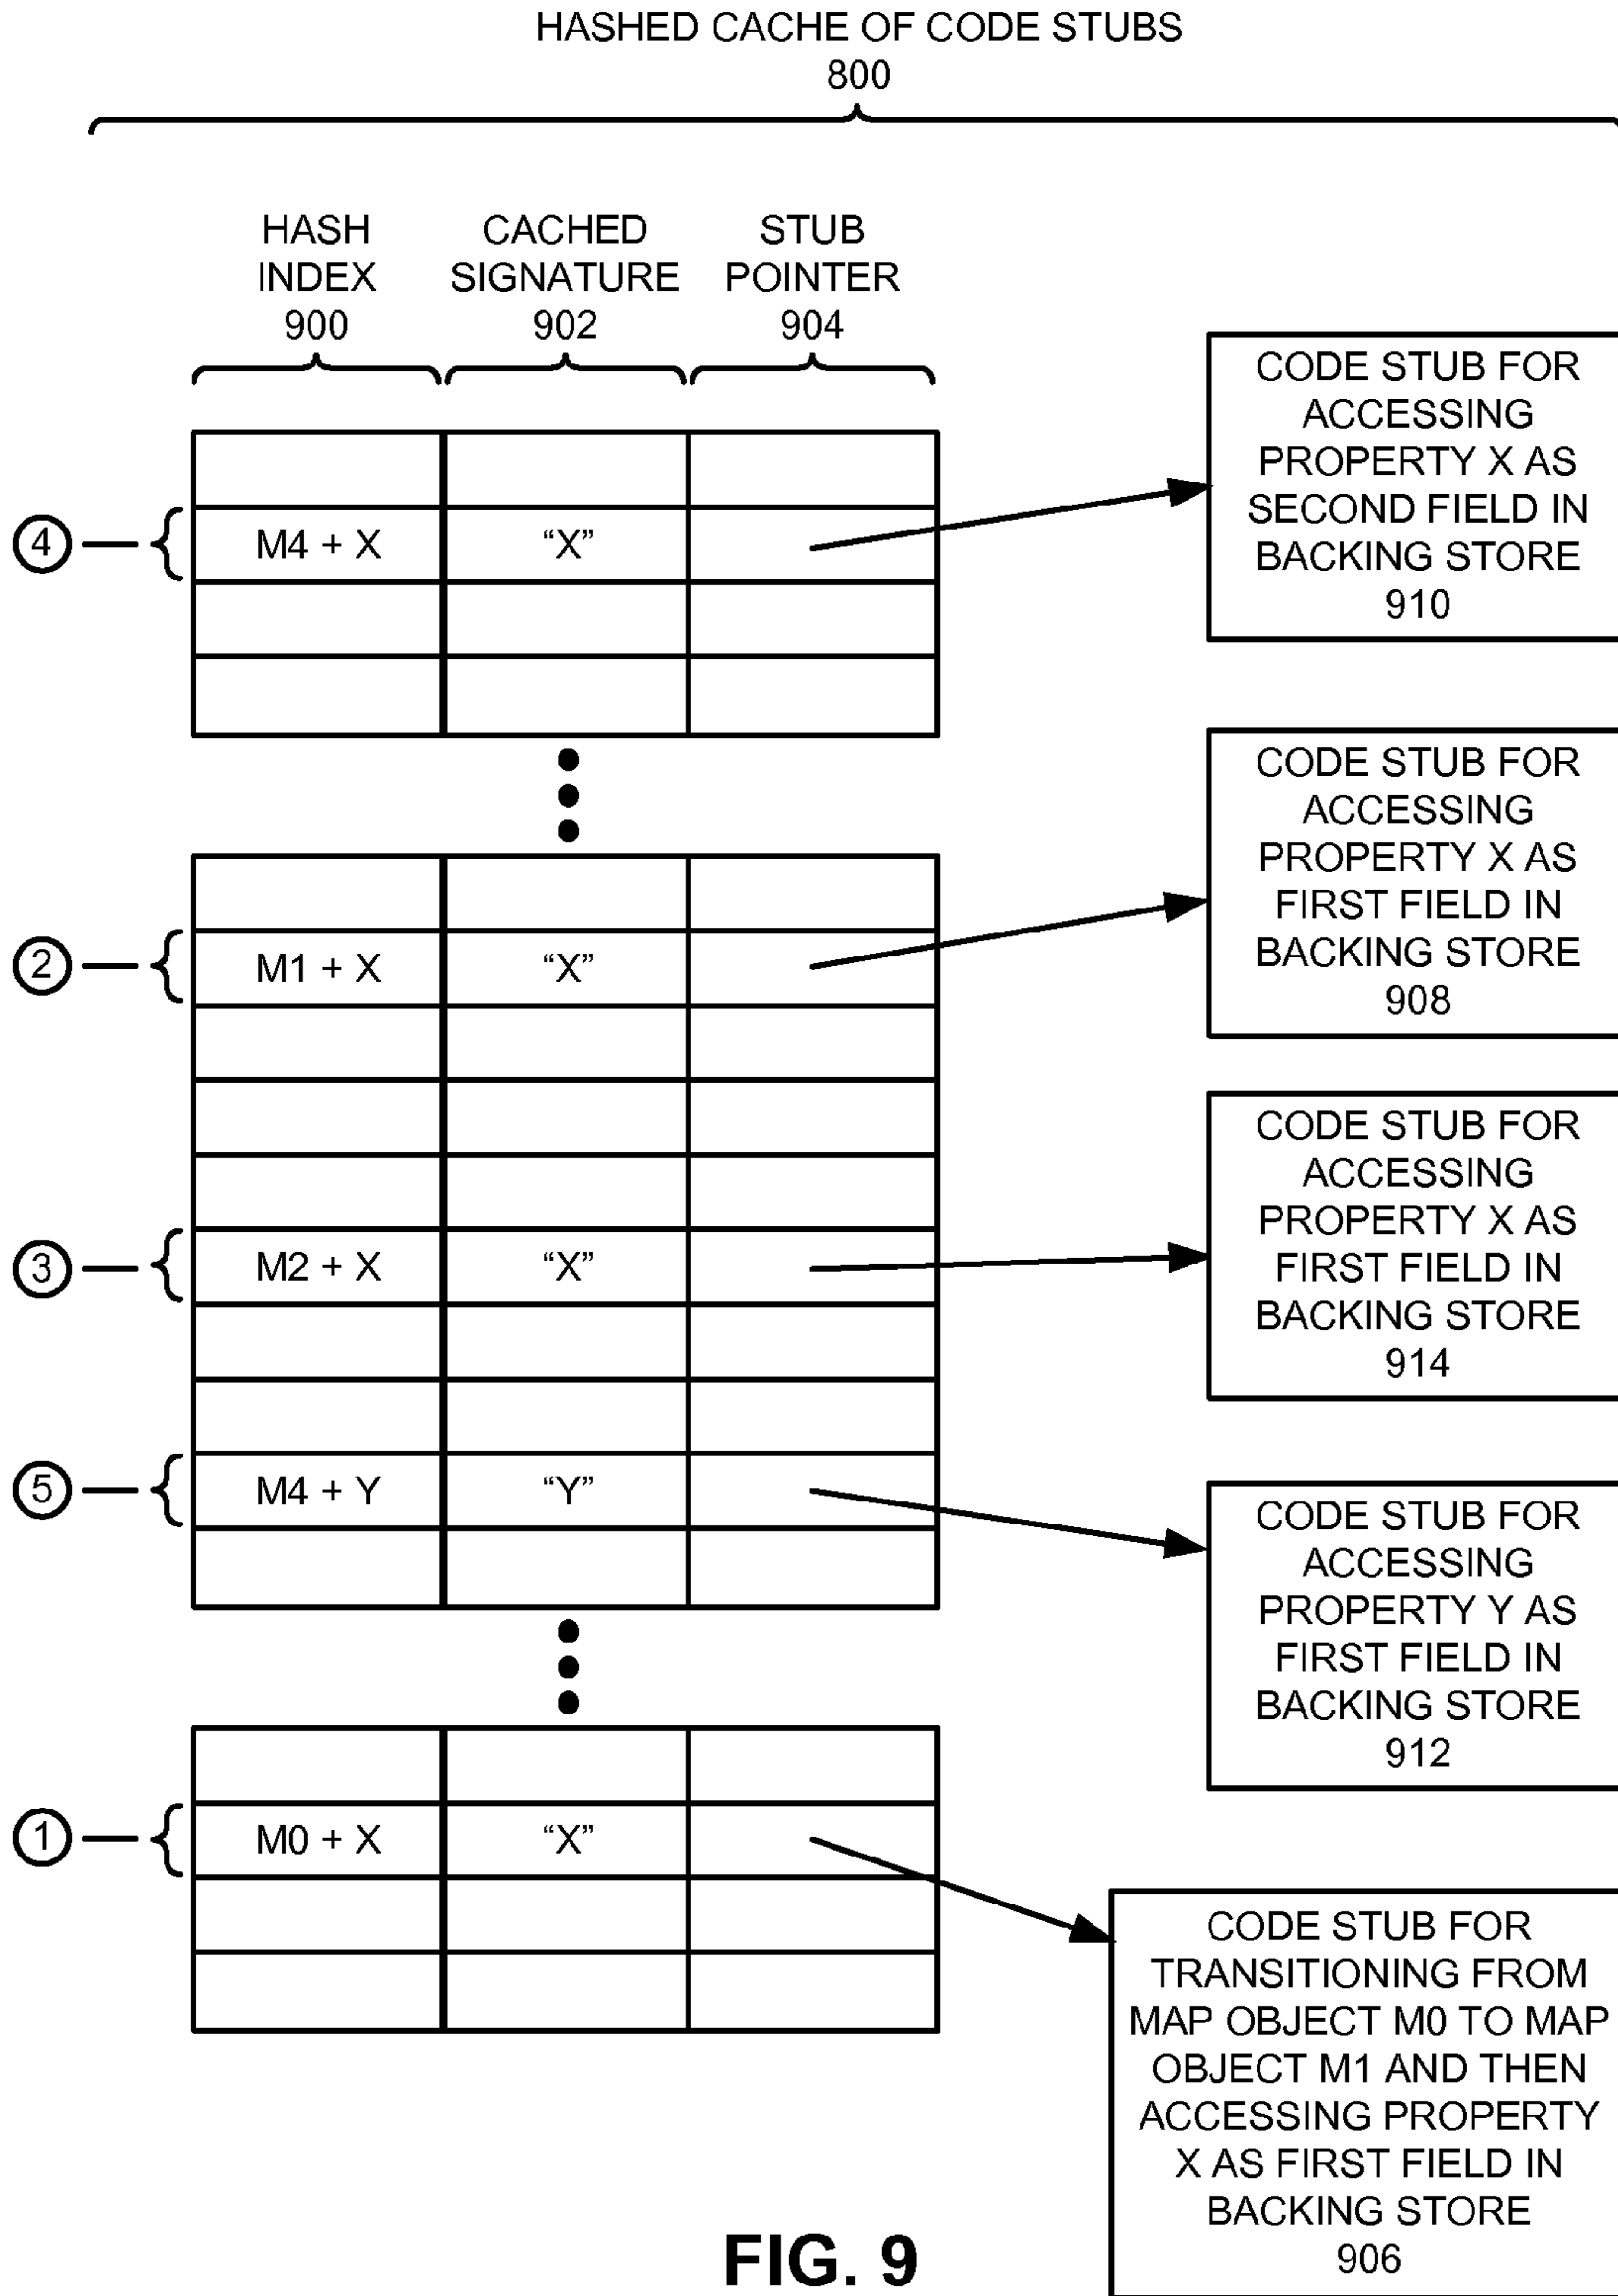 HASHED CACHE OF CODE STUBS
800
HASH
INDEX
900
CACHED
SIGNATURE
902
STUB
POINTER
904
4
M4 + X
“X”
CODE STUB FOR
ACCESSING
PROPERTY X AS
SECOND FIELD IN
BACKING STORE
910
2
M1 + X
“X”
CODE STUB FOR
ACCESSING
PROPERTY X AS
FIRST FIELD IN
BACKING STORE
908
3
M2 + X
“X”
CODE STUB FOR
ACCESSING
PROPERTY X AS
FIRST FIELD IN
BACKING STORE
914
5
M4 + Y
“Y”
CODE STUB FOR
ACCESSING
PROPERTY Y AS
FIRST FIELD IN
BACKING STORE
912
1
M0 + X
“X”
CODE STUB FOR
TRANSITIONING FROM
MAP OBJECT M0 TO MAP
OBJECT M1 AND THEN
ACCESSING PROPERTY
X AS FIRST FIELD IN
BACKING STORE
906
FIG. 9